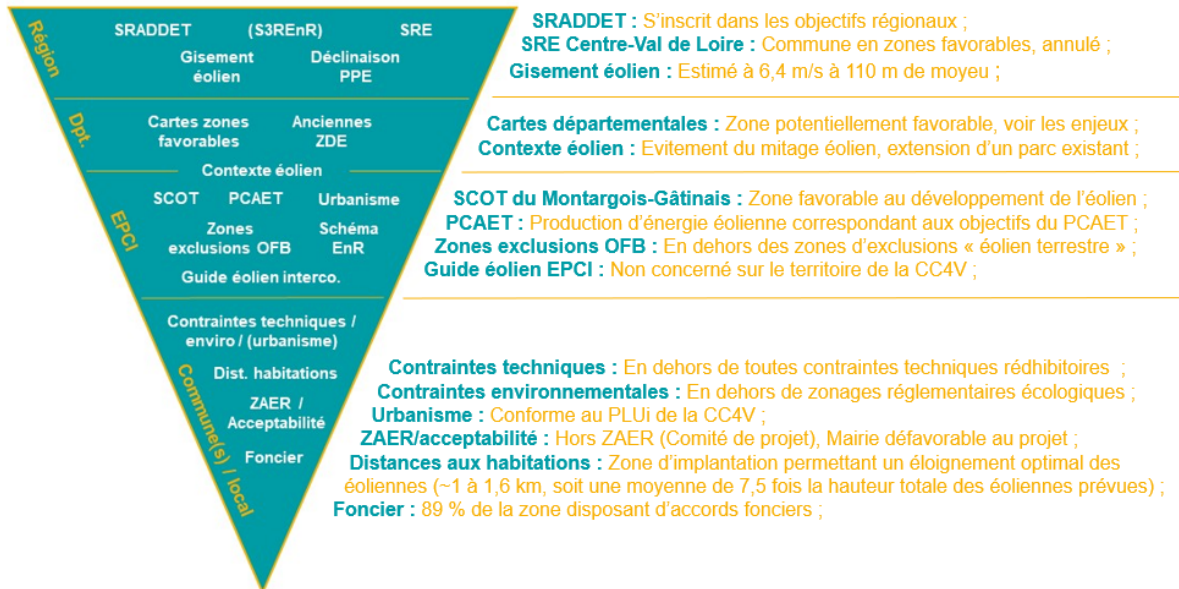 Région
SRADDET (S3REnR) SRE
Gisement éolien
Déclinaison PPE
SRADDET : S'inscrit dans les objectifs régionaux ;
SRE Centre-Val de Loire : Commune en zones favorables, annulé ;
Gisement éolien : Estimé à 6,4 m/s à 110 m de moyeu ;
Dpt.
Cartes zones favorables
Anciennes ZDE
Contexte éolien
Cartes départementales : Zone potentiellement favorable, voir les enjeux ;
Contexte éolien : Evitement du mitage éolien, extension d'un parc existant ;
EPCI
SCOT PCAET Urbanisme
Zones exclusions OFB
Schéma EnR
Guide éolien interco.
SCOT du Montargois-Gâtinais : Zone favorable au développement de l'éolien ;
PCAET : Production d'énergie éolienne correspondant aux objectifs du PCAET ;
Zones exclusions OFB : En dehors des zones d'exclusions « éolien terrestre » ;
Guide éolien EPCI : Non concerné sur le territoire de la CC4V ;
Commune(s) / local
Contraintes techniques /
enviro / (urbanisme)
Dist. habitations
ZAER /
Acceptabilité
Foncier
Contraintes techniques : En dehors de toutes contraintes techniques rédhibitoires ;
Contraintes environnementales : En dehors de zonages réglementaires écologiques ;
Urbanisme : Conforme au PLUi de la CC4V ;
ZAER/acceptabilité : Hors ZAER (Comité de projet), Mairie défavorable au projet ;
Distances aux habitations : Zone d'implantation permettant un éloignement optimal des
éoliennes (~1 à 1,6 km, soit une moyenne de 7,5 fois la hauteur totale des éoliennes prévues) ;
Foncier : 89 % de la zone disposant d'accords fonciers ;